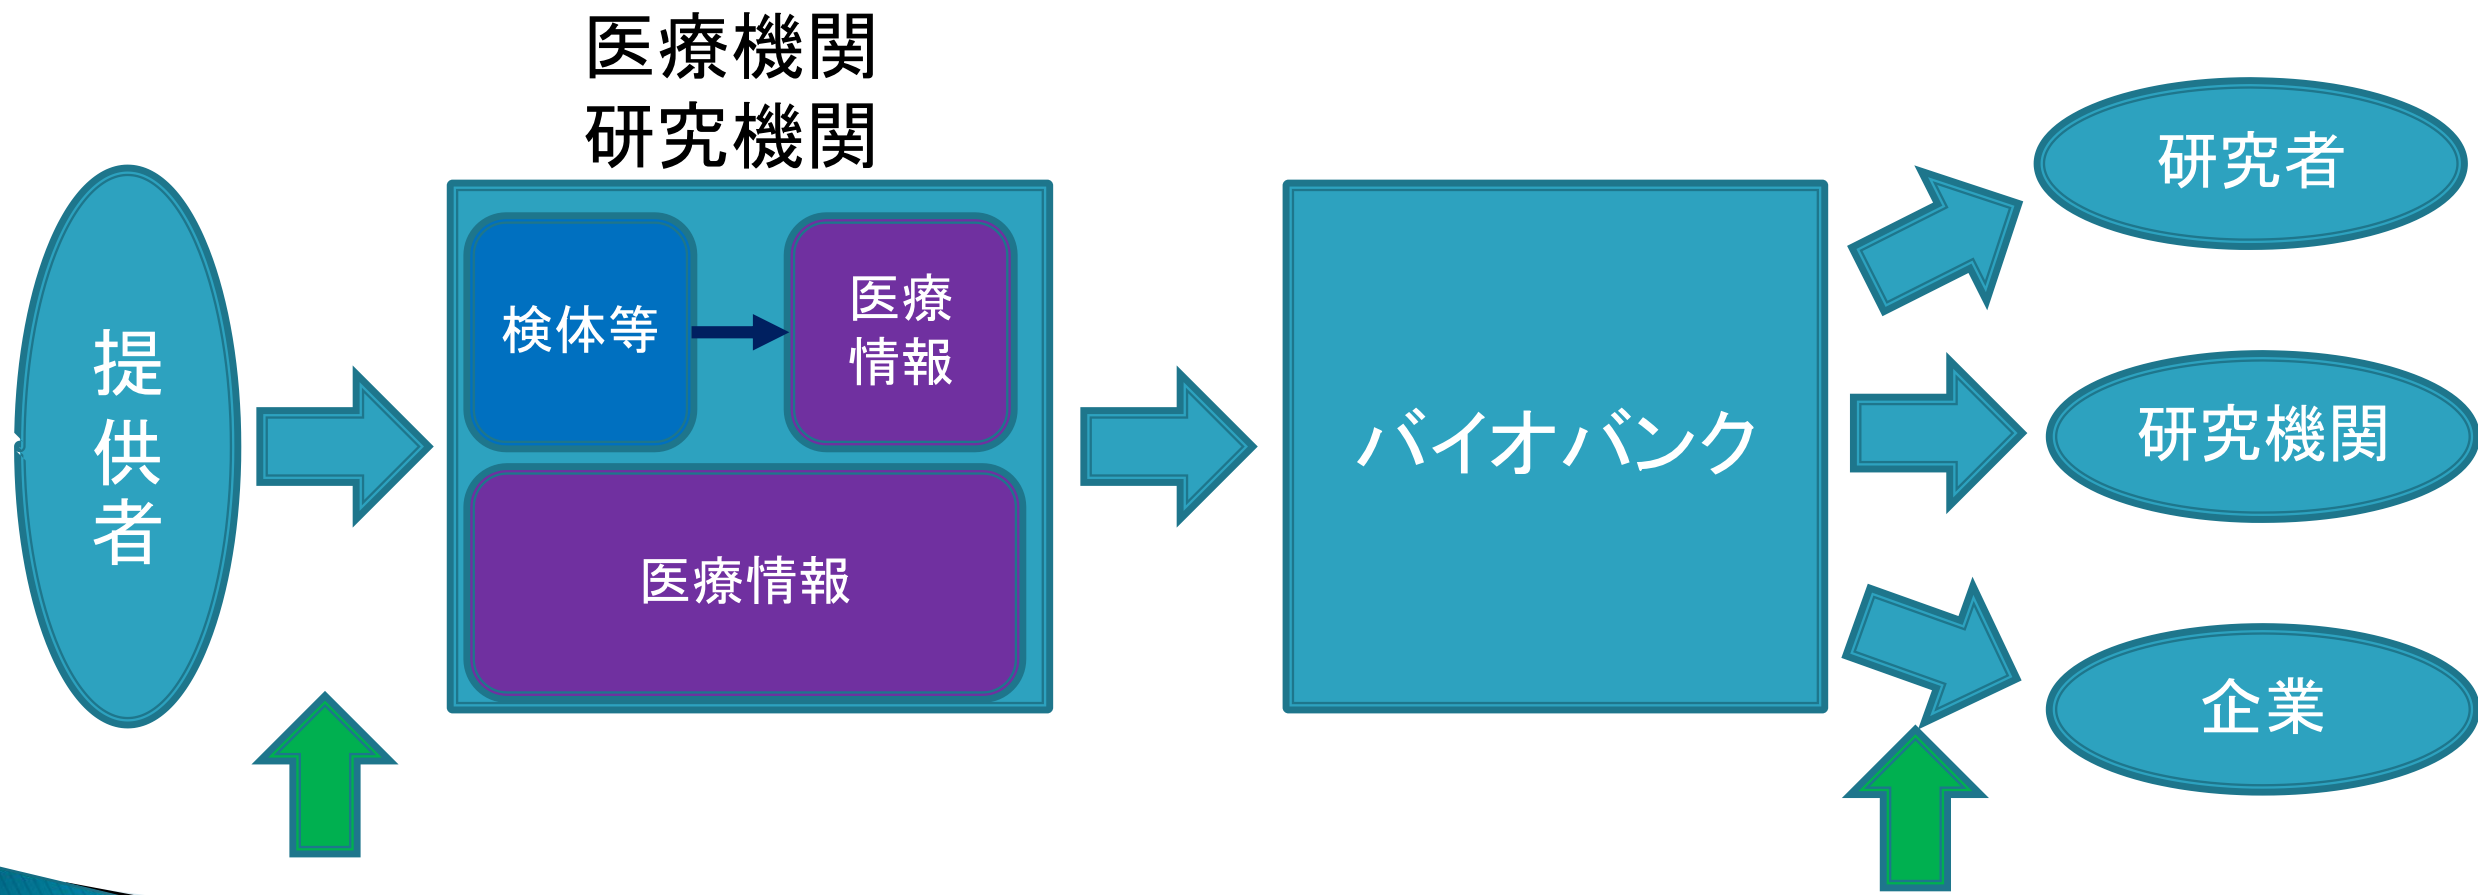 医療機関
研究機関
提
供
者
検体等
医療
情報
医療情報
バイオバンク
研究者
研究機関
企業